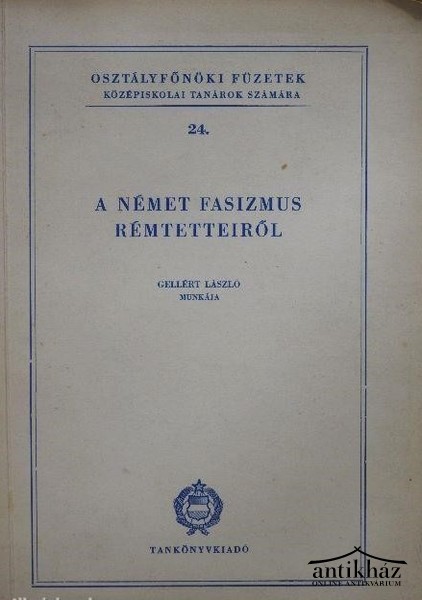 OSZTÁLYFŐNÖKI FÜZETEK
KÖZÉPISKOLAI TANÁROK SZÁMÁRA
24.
A NÉMET FASIZMUS
RÉMTETTEIRŐL
GELLÉRT LÁSZLÓ
MUNKÁJA
TANKÖNYVKIADÓ
antikház
ONLINE ANTIKVÁRIUM